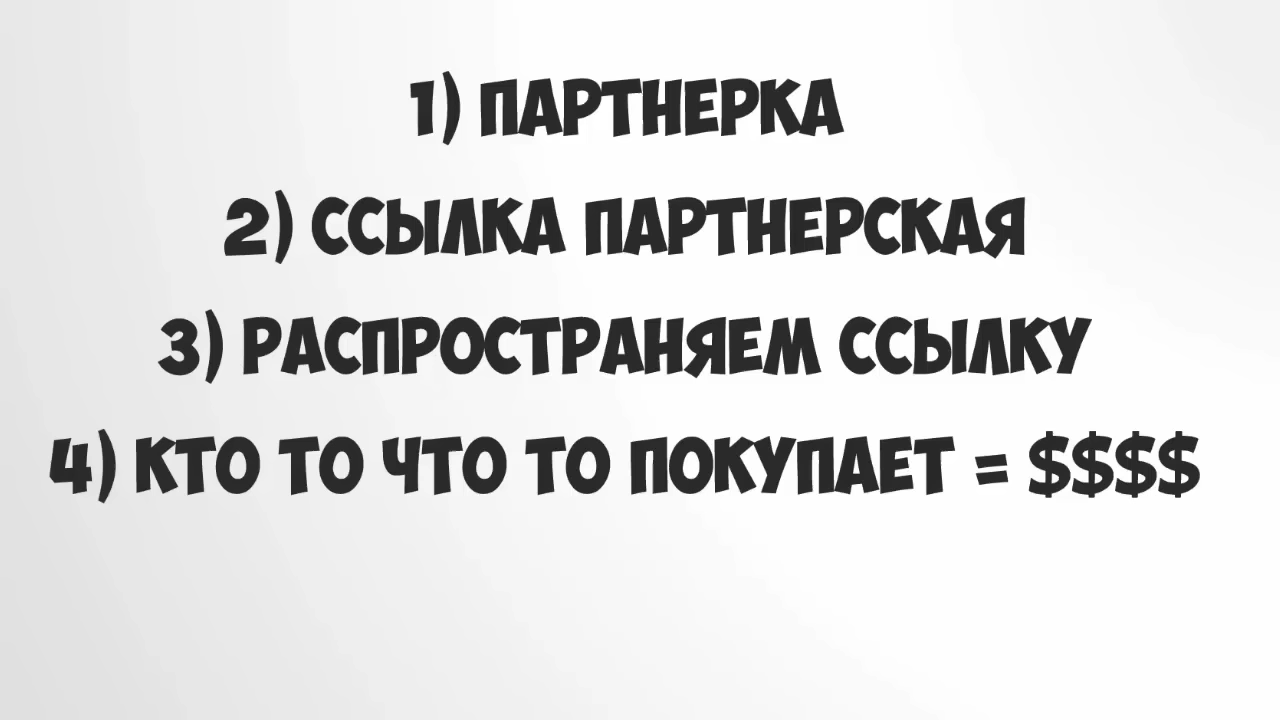 1) ПАРТНЕРКА
2) ССЫЛКА ПАРТНЕРСКАЯ
3) РАСПРОСТРАНЯЕМ ССЫЛКУ
4) КТО ТО ЧТО ТО ПОКУПАЕТ = $$$$